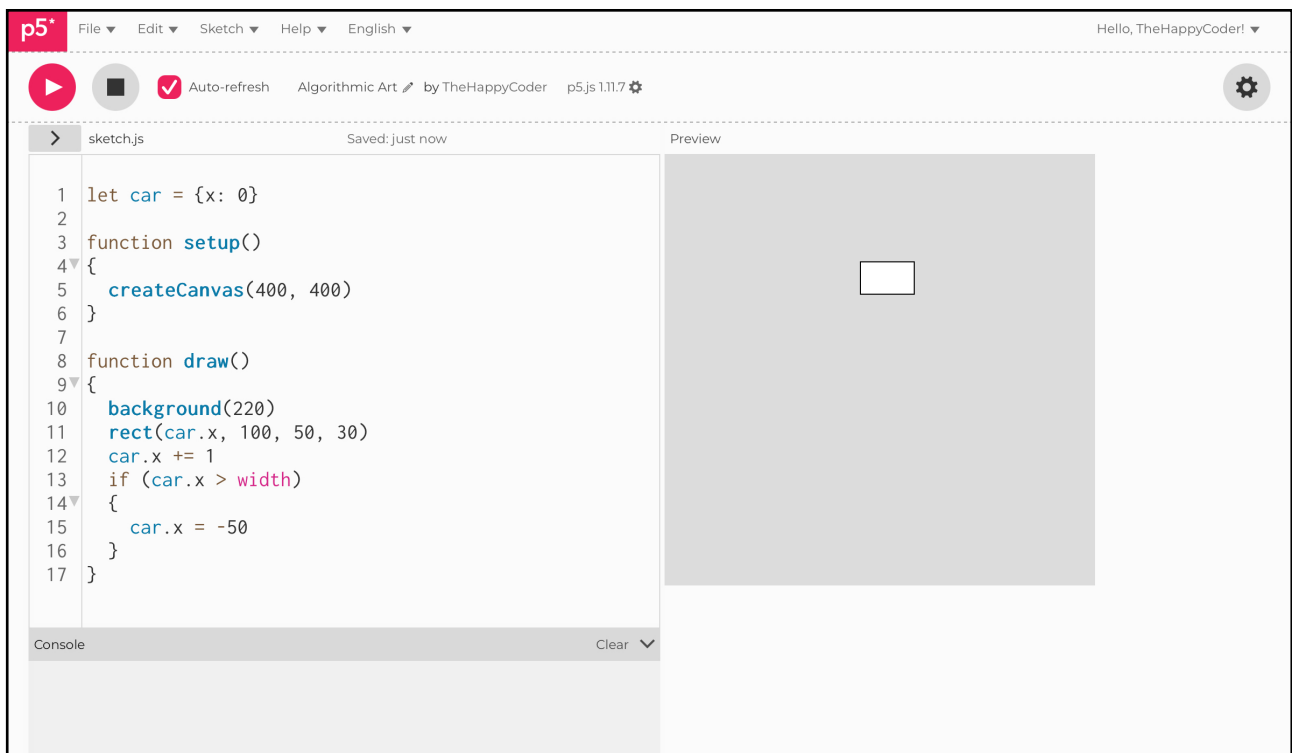 p5* File Edit Sketch Help English Hello, TheHappyCoder!
Auto-refresh Algorithmic Art by TheHappyCoder p5.js 1.11.7
sketch.js Saved: just now Preview
1 let car = {x: 0}
2
3 function setup()
4 {
5   createCanvas(400, 400)
6 }
7
8 function draw()
9 {
10   background(220)
11   rect(car.x, 100, 50, 30)
12   car.x += 1
13   if (car.x > width)
14   {
15     car.x = -50
16   }
17 }
Console Clear